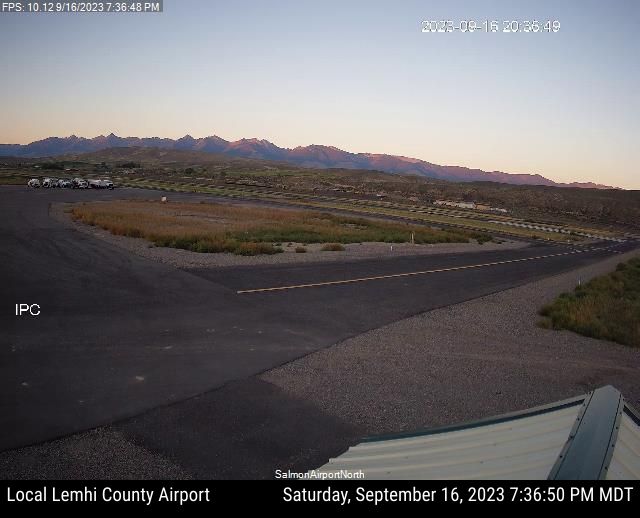 FPS: 10.12 9/16/2023 7:36:48 PM
2023-09-16 20:36:49
IPC
SalmonAirportNorth
Local Lemhi County Airport
Saturday, September 16, 2023 7:36:50 PM MDT